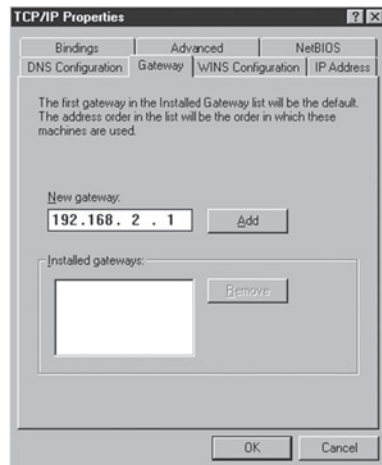 TCP/IP Properties
Bindings Advanced NetBIOS
DNS Configuration Gateway WINS Configuration IP Address
The first gateway in the Installed Gateway list will be the default.
The address order in the list will be the order in which these
machines are used.
New gateway:
192.168. 2 . 1 Add
Installed gateways:
Remove
OK Cancel